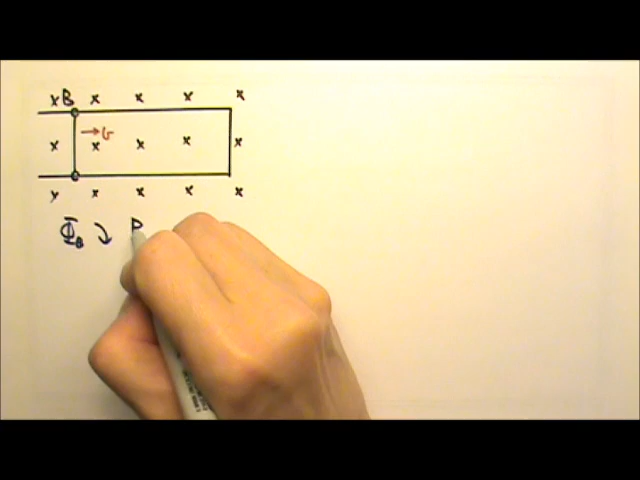 x B x x x x
→ v
x x x x x
x x x x x
Φ_B ↘